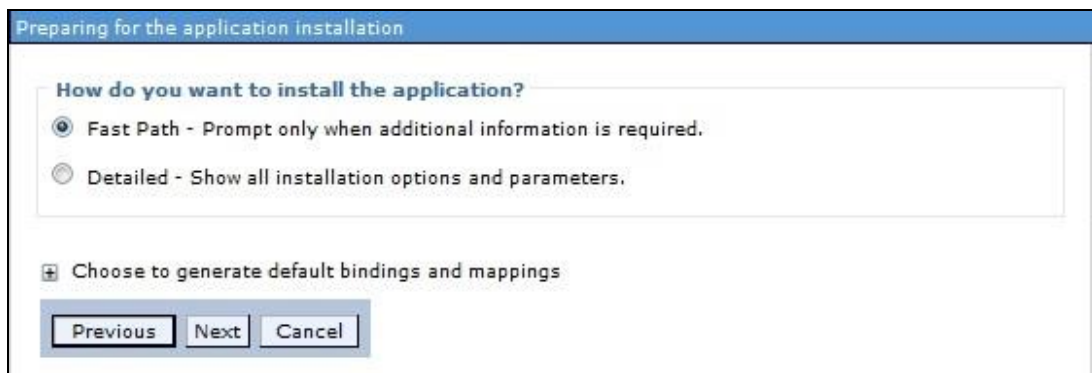 Preparing for the application installation
How do you want to install the application?
Fast Path - Prompt only when additional information is required.
Detailed - Show all installation options and parameters.
Choose to generate default bindings and mappings
Previous Next Cancel